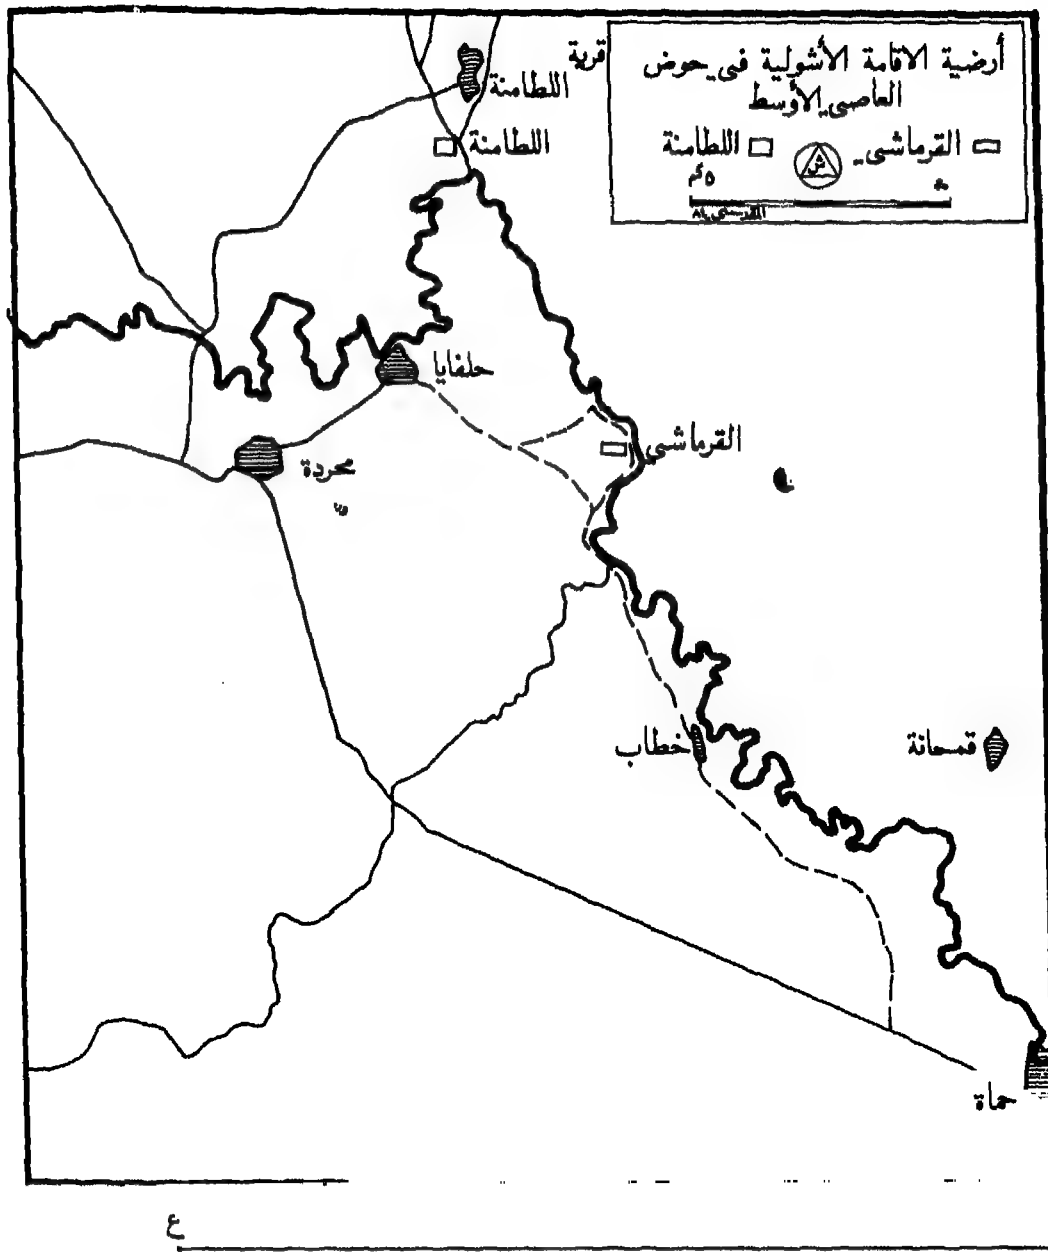 أرضية الاقامة الأشولية فى حوض
العاصى الأوسط
القرماشى اللطامنة
ش
٥ كم
قرية
اللطامنة
اللطامنة
حلفايا
القرماشى
محردة
خطاب
قمحانة
حماة
ع